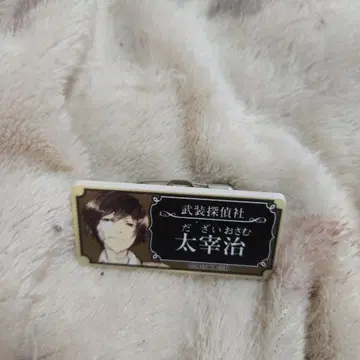 武装探偵社
だ ざい おさむ
太宰治